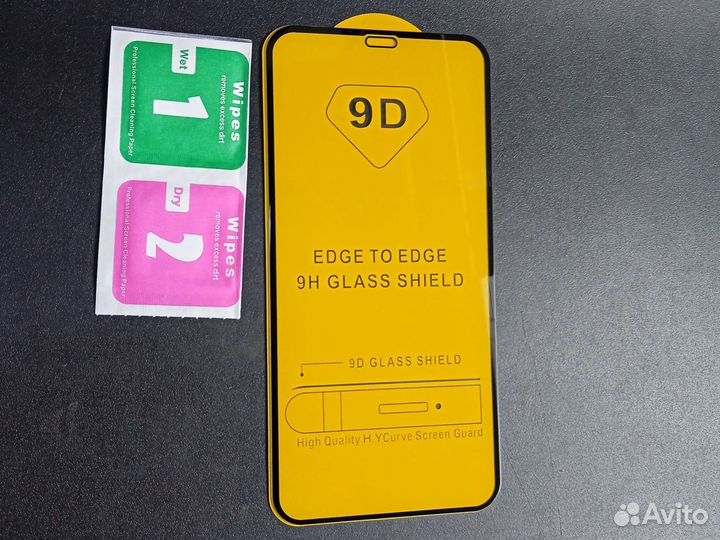 Wet
1
Wipes
removes excess dirt
Professional Screen Cleaning Paper
Dry
2
Wipes
removes excess dirt
Professional Screen Cleaning Paper
9D
EDGE TO EDGE
9H GLASS SHIELD
9D GLASS SHIELD
High Quality H.YCurve Screen Guard
Avito